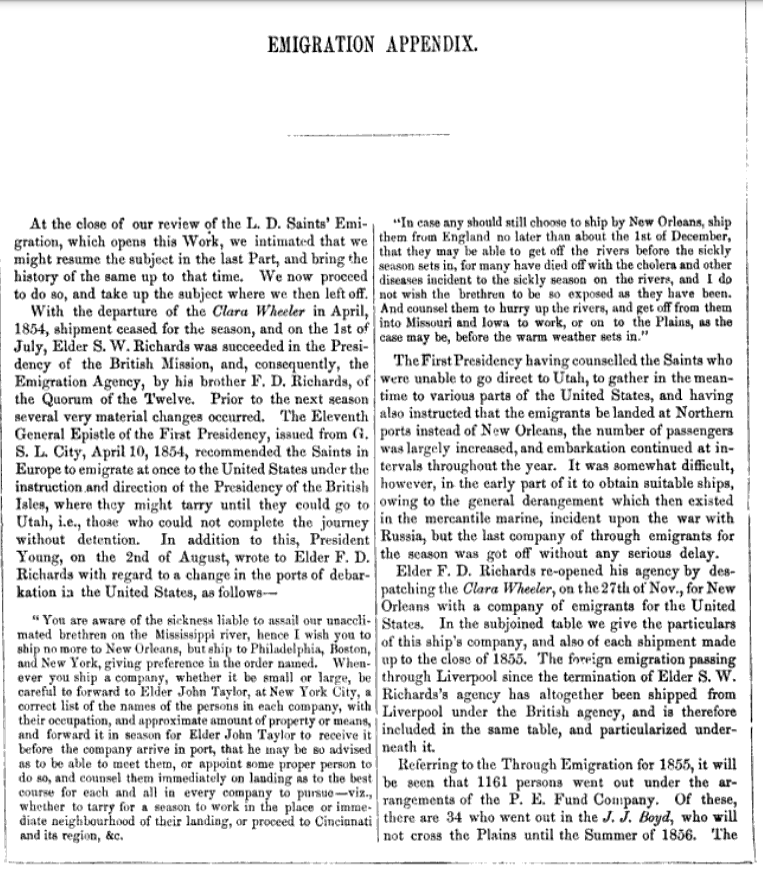 EMIGRATION APPENDIX.
At the close of our review of the L. D. Saints' Emi-
gration, which opens this Work, we intimated that we
might resume the subject in the last Part, and bring the
history of the same up to that time. We now proceed
to do so, and take up the subject where we then left off.
With the departure of the Clara Wheeler in April,
1854, shipment ceased for the season, and on the 1st of
July, Elder S. W. Richards was succeeded in the Presi-
dency of the British Mission, and, consequently, the
Emigration Agency, by his brother F. D. Richards, of
the Quorum of the Twelve. Prior to the next season
several very material changes occurred. The Eleventh
General Epistle of the First Presidency, issued from G.
S. L. City, April 10, 1854, recommended the Saints in
Europe to emigrate at once to the United States under the
instruction and direction of the Presidency of the British
Isles, where they might tarry until they could go to
Utah, i.e., those who could not complete the journey
without detention. In addition to this, President
Young, on the 2nd of August, wrote to Elder F. D.
Richards with regard to a change in the ports of debar-
kation in the United States, as follows—
"You are aware of the sickness liable to assail our unaccli-
mated brethren on the Mississippi river, hence I wish you to
ship no more to New Orleans, but ship to Philadelphia, Boston,
and New York, giving preference in the order named. When-
ever you ship a company, whether it be small or large, be
careful to forward to Elder John Taylor, at New York City, a
correct list of the names of the persons in each company, with
their occupation, and approximate amount of property or means,
and forward it in season for Elder John Taylor to receive it
before the company arrive in port, that he may be so advised
as to be able to meet them, or appoint some proper person to
do so, and counsel them immediately on landing as to the best
course for each and all in every company to pursue—viz.,
whether to tarry for a season to work in the place or imme-
diate neighbourhood of their landing, or proceed to Cincinnati
and its region, &c.
"In case any should still choose to ship by New Orleans, ship
them from England no later than about the 1st of December,
that they may be able to get off the rivers before the sickly
season sets in, for many have died off with the cholera and other
diseases incident to the sickly season on the rivers, and I do
not wish the brethren to be so exposed as they have been.
And counsel them to hurry up the rivers, and get off from them
into Missouri and Iowa to work, or on to the Plains, as the
case may be, before the warm weather sets in."
The First Presidency having counselled the Saints who
were unable to go direct to Utah, to gather in the mean-
time to various parts of the United States, and having
also instructed that the emigrants be landed at Northern
ports instead of New Orleans, the number of passengers
was largely increased, and embarkation continued at in-
tervals throughout the year. It was somewhat difficult,
however, in the early part of it to obtain suitable ships,
owing to the general derangement which then existed
in the mercantile marine, incident upon the war with
Russia, but the last company of through emigrants for
the season was got off without any serious delay.
Elder F. D. Richards re-opened his agency by des-
patching the Clara Wheeler, on the 27th of Nov., for New
Orleans with a company of emigrants for the United
States. In the subjoined table we give the particulars
of this ship's company, and also of each shipment made
up to the close of 1855. The foreign emigration passing
through Liverpool since the termination of Elder S. W.
Richards's agency has altogether been shipped from
Liverpool under the British agency, and is therefore
included in the same table, and particularized under-
neath it.
Referring to the Through Emigration for 1855, it will
be seen that 1161 persons went out under the ar-
rangements of the P. E. Fund Company. Of these,
there are 34 who went out in the J. J. Boyd, who will
not cross the Plains until the Summer of 1856. The